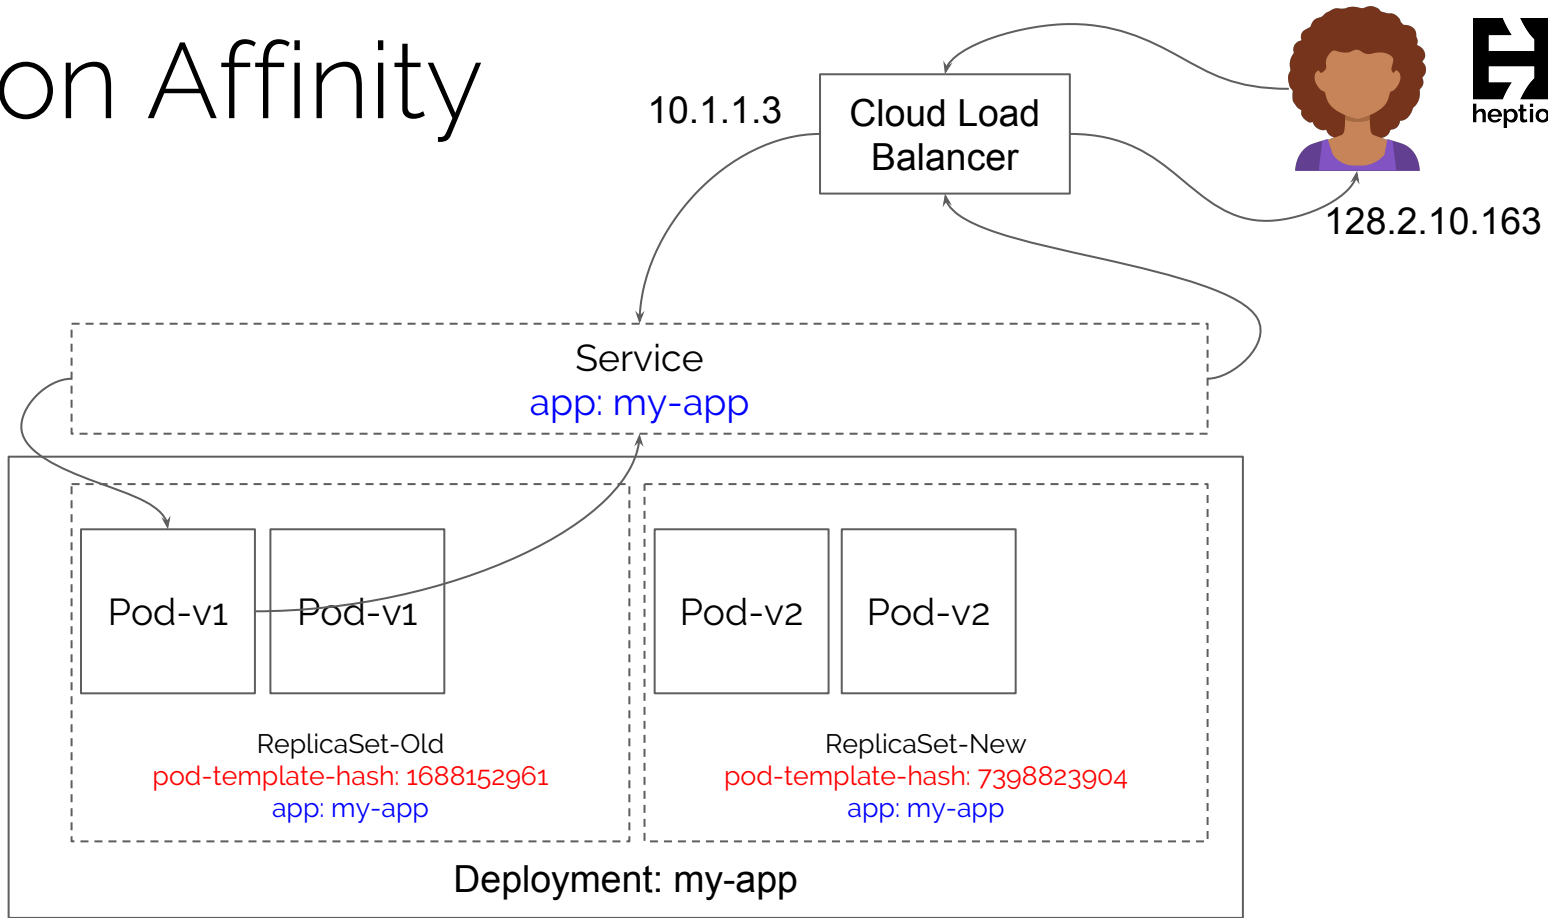 on Affinity
10.1.1.3
Cloud Load
Balancer
heptio
128.2.10.163
Service
app: my-app
Pod-v1
Pod-v1
Pod-v2
Pod-v2
ReplicaSet-Old
pod-template-hash: 1688152961
app: my-app
ReplicaSet-New
pod-template-hash: 7398823904
app: my-app
Deployment: my-app